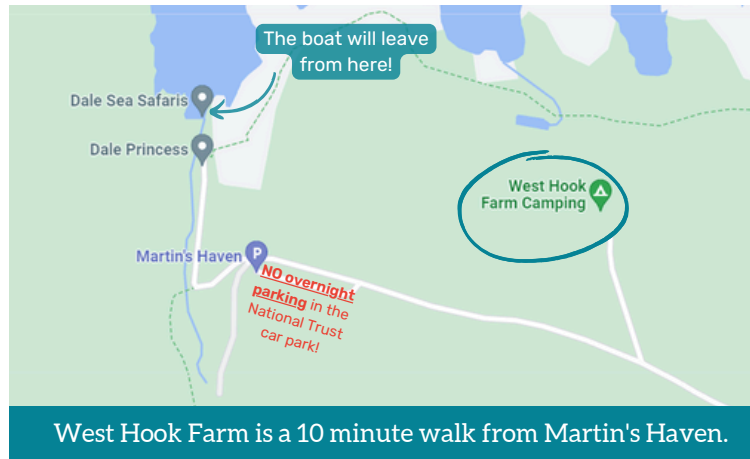 The boat will leave
from here!
Dale Sea Safaris
Dale Princess
West Hook
Farm Camping
Martin's Haven
P
NO overnight
parking in the
National Trust
car park!
West Hook Farm is a 10 minute walk from Martin's Haven.